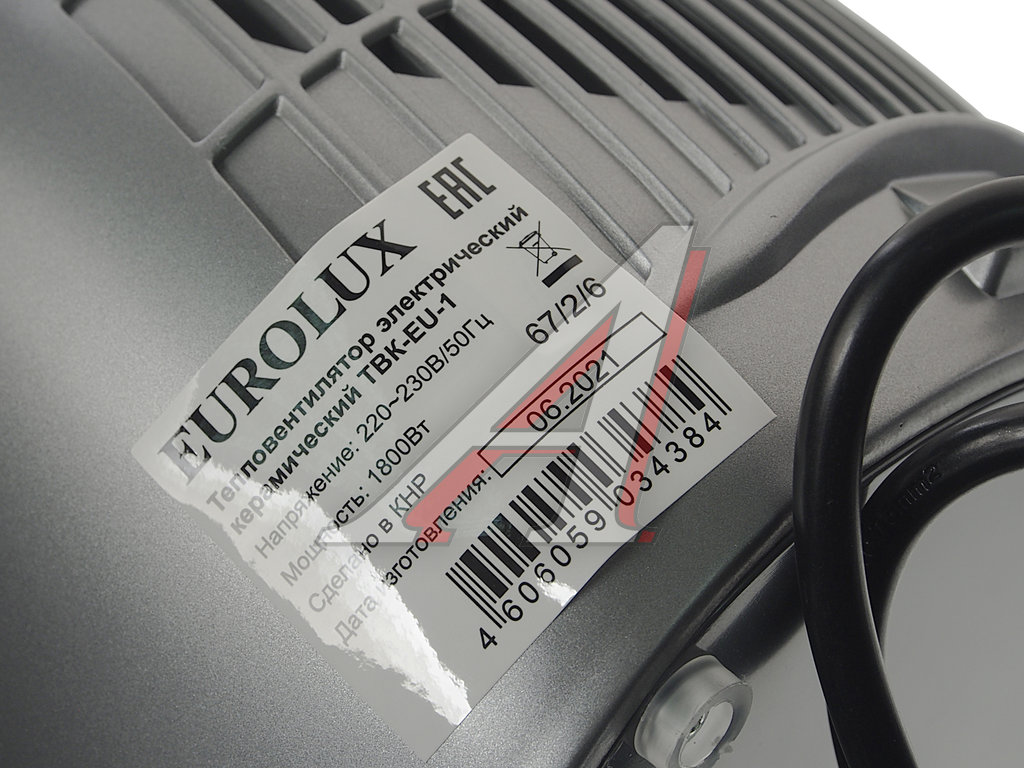 EUROLUX
EAC
Тепловентилятор электрический
керамический ТВК-EU-1
Напряжение: 220~230В/50Гц
Мощность: 1800Вт
Сделано в КНР
67/2/6
Дата изготовления: 06.2021
4 606059 034384